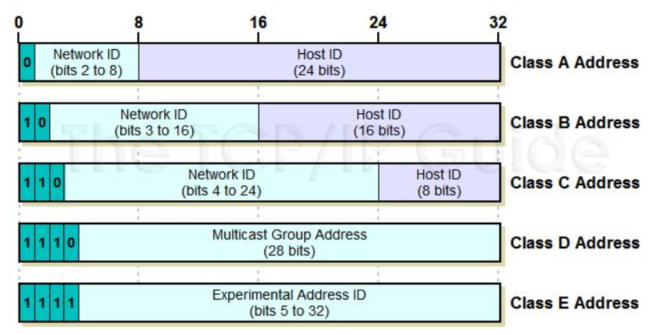 0 8 16 24 32
0 Network ID Host ID Class A Address
(bits 2 to 8) (24 bits)
1 0 Network ID Host ID Class B Address
(bits 3 to 16) (16 bits)
The TCP/IP Guide
1 1 0 Network ID Host ID Class C Address
(bits 4 to 24) (8 bits)
1 1 1 0 Multicast Group Address Class D Address
(28 bits)
1 1 1 1 Experimental Address ID Class E Address
(bits 5 to 32)